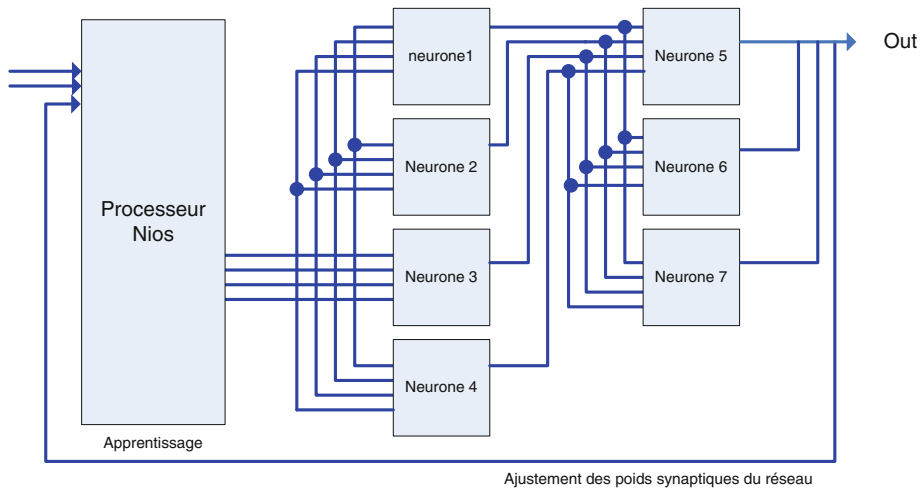 neurone1
Neurone 5
Out
Neurone 2
Neurone 6
Processeur
Nios
Neurone 3
Neurone 7
Neurone 4
Apprentissage
Ajustement des poids synaptiques du réseau